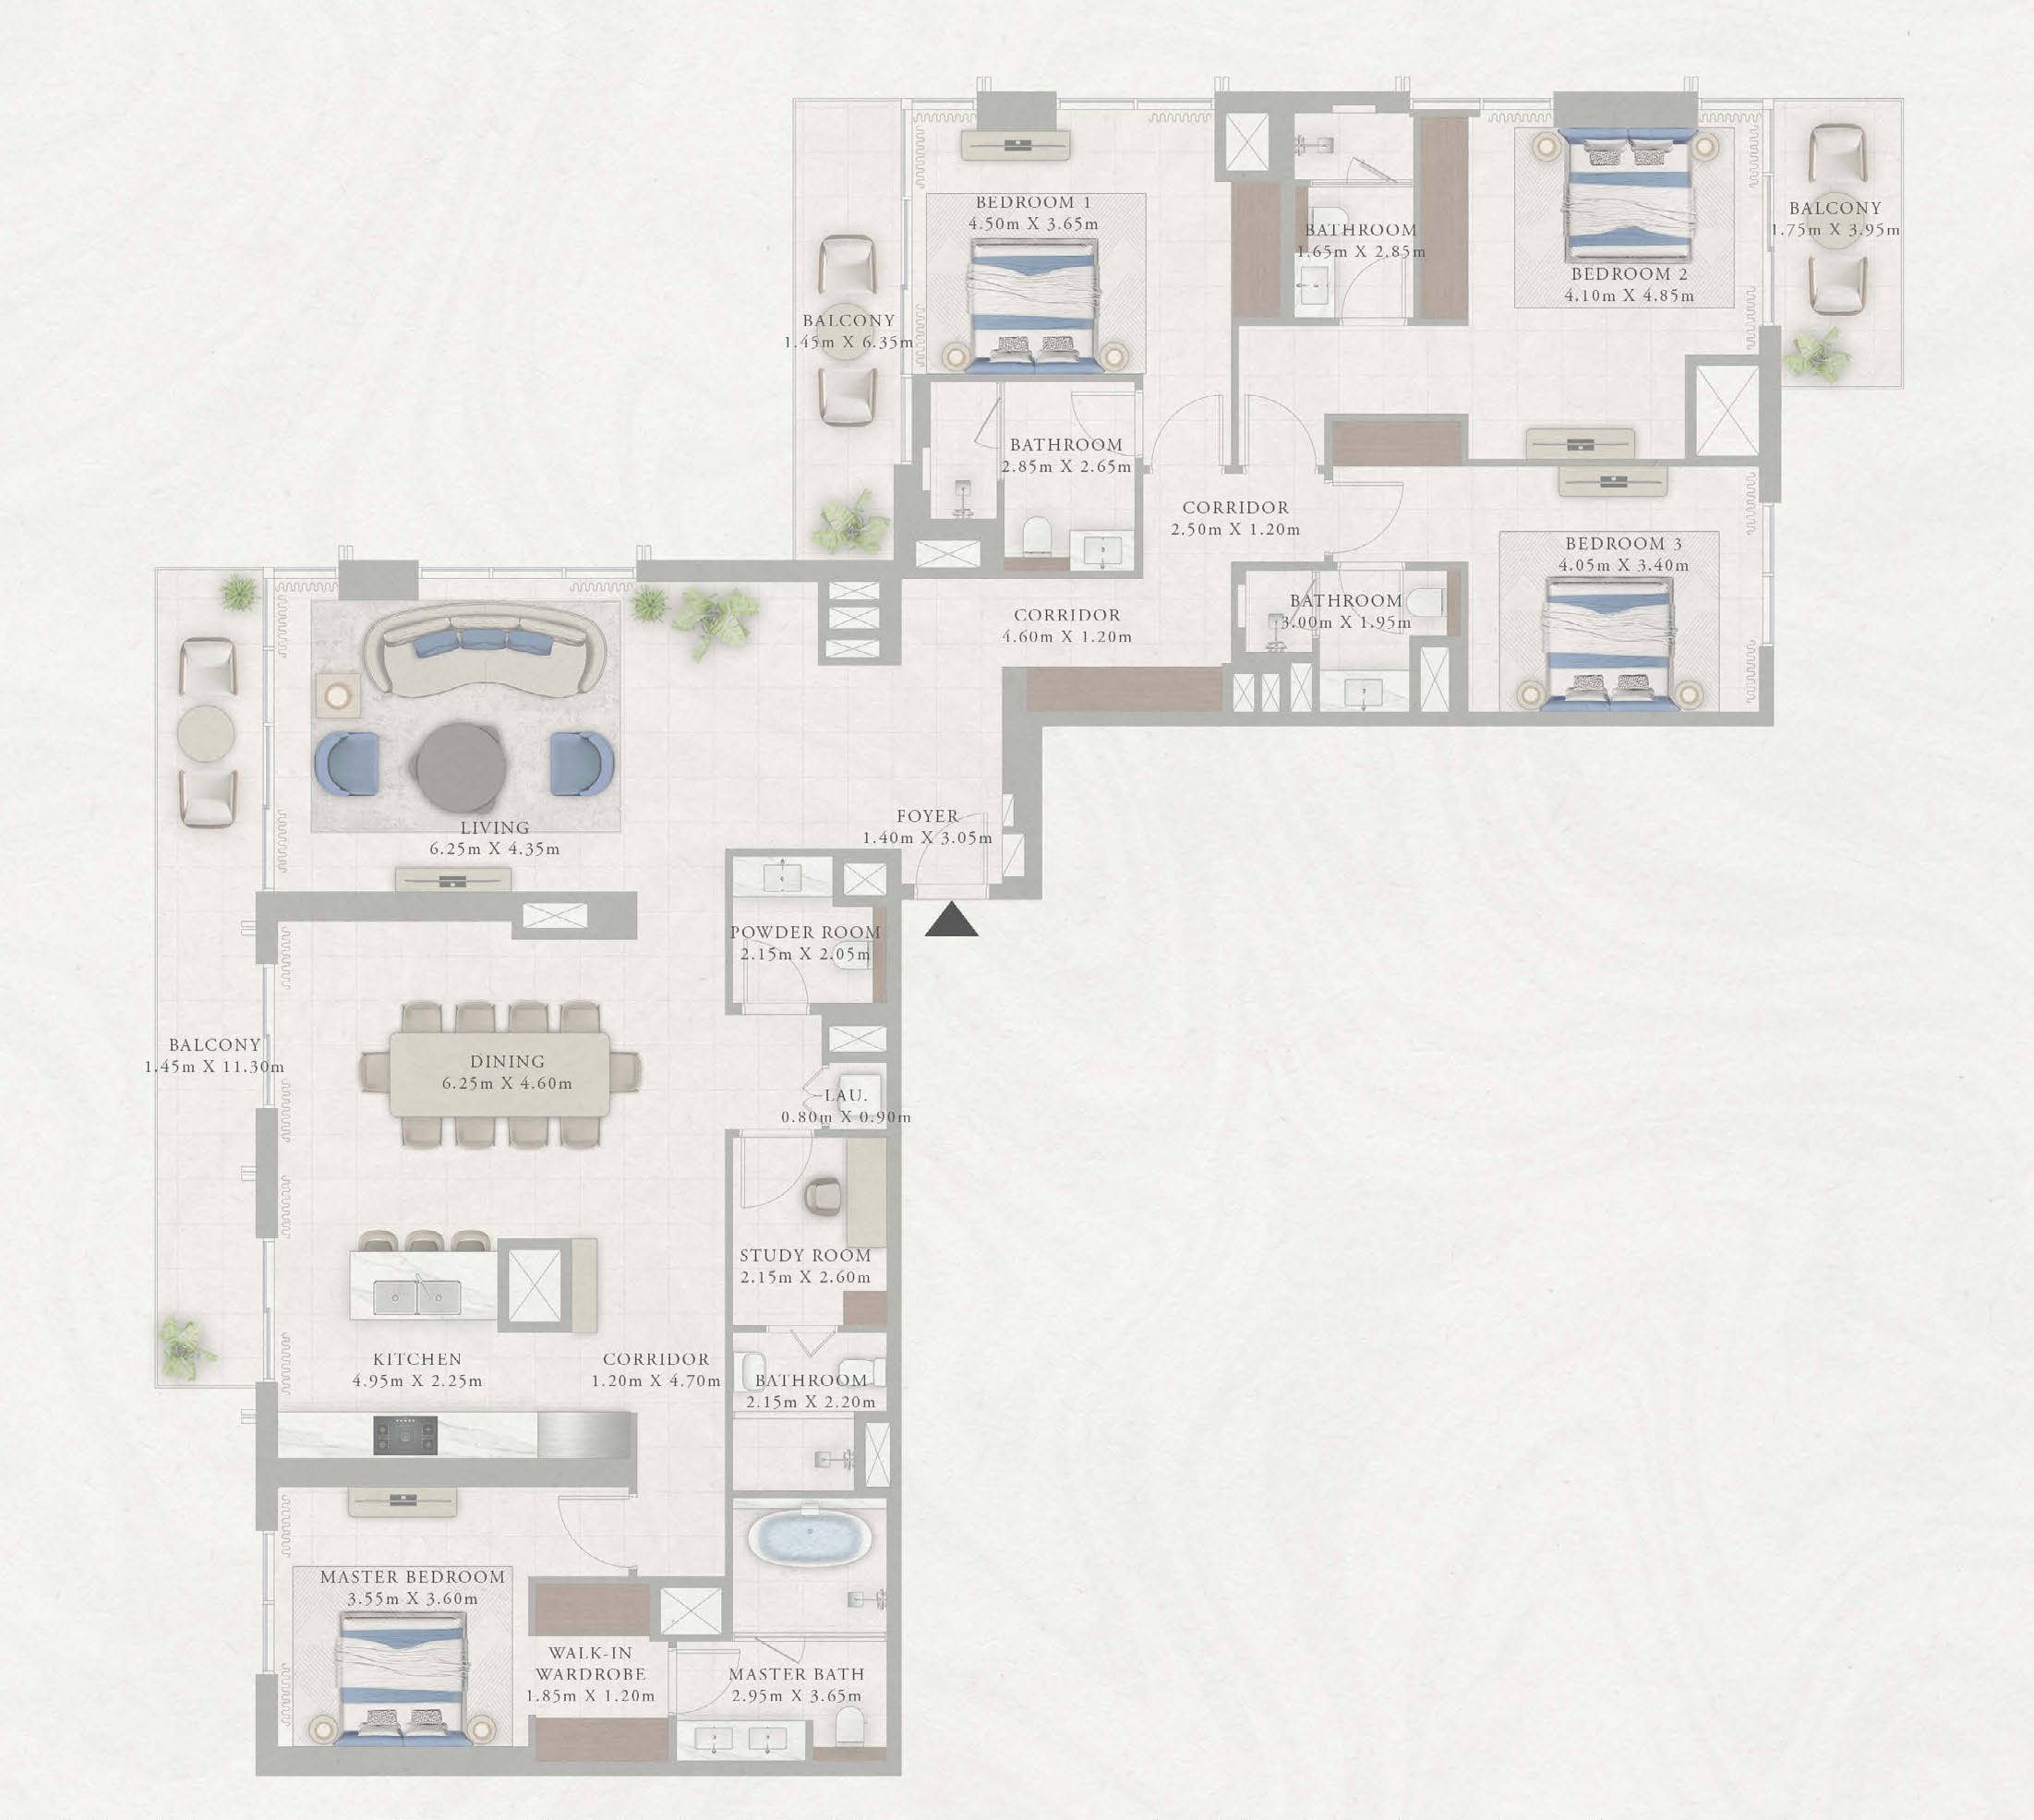 BEDROOM 1
4.50m X 3.65m
BATHROOM
1.65m X 2.85m
BALCONY
1.75m X 3.95m
BEDROOM 2
4.10m X 4.85m
BALCONY
1.45m X 6.35m
BATHROOM
2.85m X 2.65m
CORRIDOR
2.50m X 1.20m
BEDROOM 3
4.05m X 3.40m
BATHROOM
3.00m X 1.95m
CORRIDOR
4.60m X 1.20m
FOYER
1.40m X 3.05m
LIVING
6.25m X 4.35m
POWDER ROOM
2.15m X 2.05m
BALCONY
1.45m X 11.30m
DINING
6.25m X 4.60m
LAU.
0.80m X 0.90m
STUDY ROOM
2.15m X 2.60m
KITCHEN
4.95m X 2.25m
CORRIDOR
1.20m X 4.70m
BATHROOM
2.15m X 2.20m
MASTER BEDROOM
3.55m X 3.60m
WALK-IN
WARDROBE
1.85m X 1.20m
MASTER BATH
2.95m X 3.65m